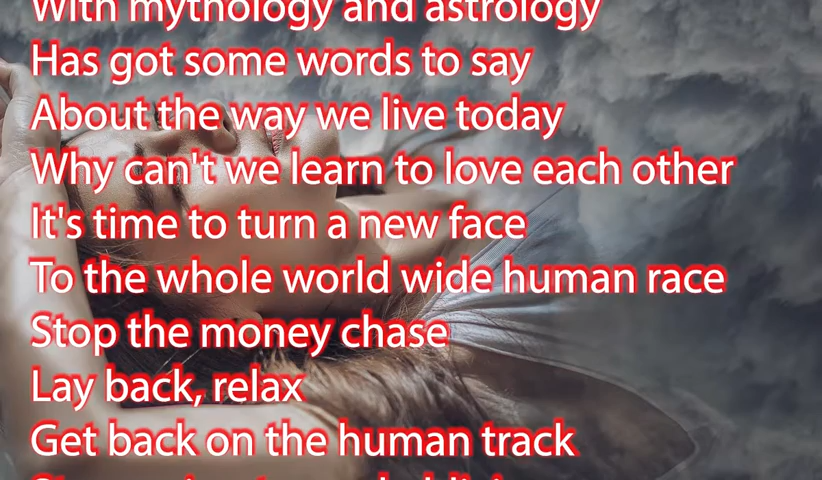 With mythology and astrology
Has got some words to say
About the way we live today
Why can't we learn to love each other
It's time to turn a new face
To the whole world wide human race
Stop the money chase
Lay back, relax
Get back on the human track